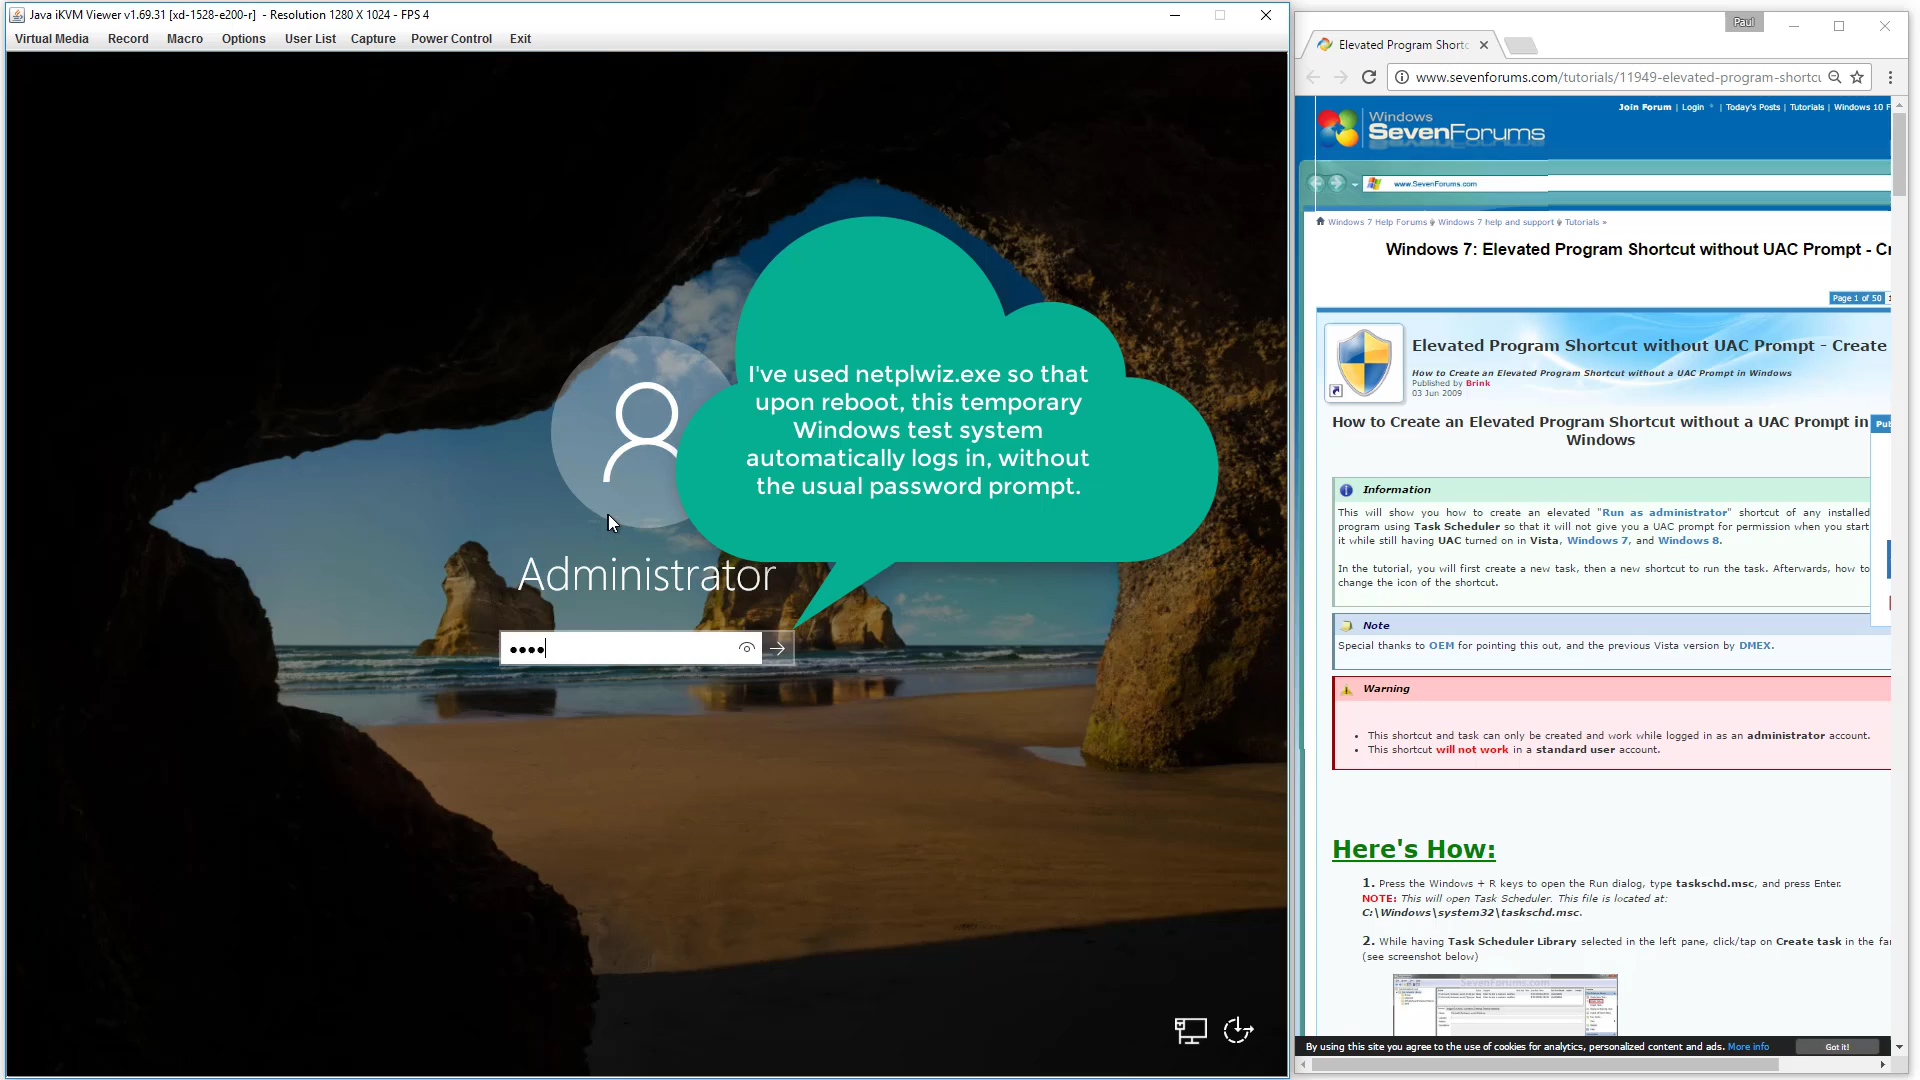 Java iKVM Viewer v1.69.31 [xd-1528-e200-r] - Resolution 1280 X 1024 - FPS 4
Virtual Media Record Macro Options User List Capture Power Control Exit
I've used netplwiz.exe so that
upon reboot, this temporary
Windows test system
automatically logs in, without
the usual password prompt.
Administrator
Paul
Elevated Program Shortc
www.sevenforums.com/tutorials/11949-elevated-program-shortcu
Join Forum | Login | Today's Posts | Tutorials | Windows 10 F
Windows
SevenForums
www.SevenForums.com
Windows 7 Help Forums Windows 7 help and support Tutorials »
Windows 7: Elevated Program Shortcut without UAC Prompt - Cr
Page 1 of 50 1
Elevated Program Shortcut without UAC Prompt - Create
How to Create an Elevated Program Shortcut without a UAC Prompt in Windows
Published by Brink
03 Jun 2009
How to Create an Elevated Program Shortcut without a UAC Prompt in
Windows
Pul
Information
This will show you how to create an elevated "Run as administrator" shortcut of any installed
program using Task Scheduler so that it will not give you a UAC prompt for permission when you start
it while still having UAC turned on in Vista, Windows 7, and Windows 8.
In the tutorial, you will first create a new task, then a new shortcut to run the task. Afterwards, how to
change the icon of the shortcut.
Note
Special thanks to OEM for pointing this out, and the previous Vista version by DMEX.
Warning
• This shortcut and task can only be created and work while logged in as an administrator account.
• This shortcut will not work in a standard user account.
Here's How:
1. Press the Windows + R keys to open the Run dialog, type taskschd.msc, and press Enter.
NOTE: This will open Task Scheduler. This file is located at:
C:\Windows\system32\taskschd.msc.
2. While having Task Scheduler Library selected in the left pane, click/tap on Create task in the far
(see screenshot below)
SevenForums.com
By using this site you agree to the use of cookies for analytics, personalized content and ads. More info Got it!